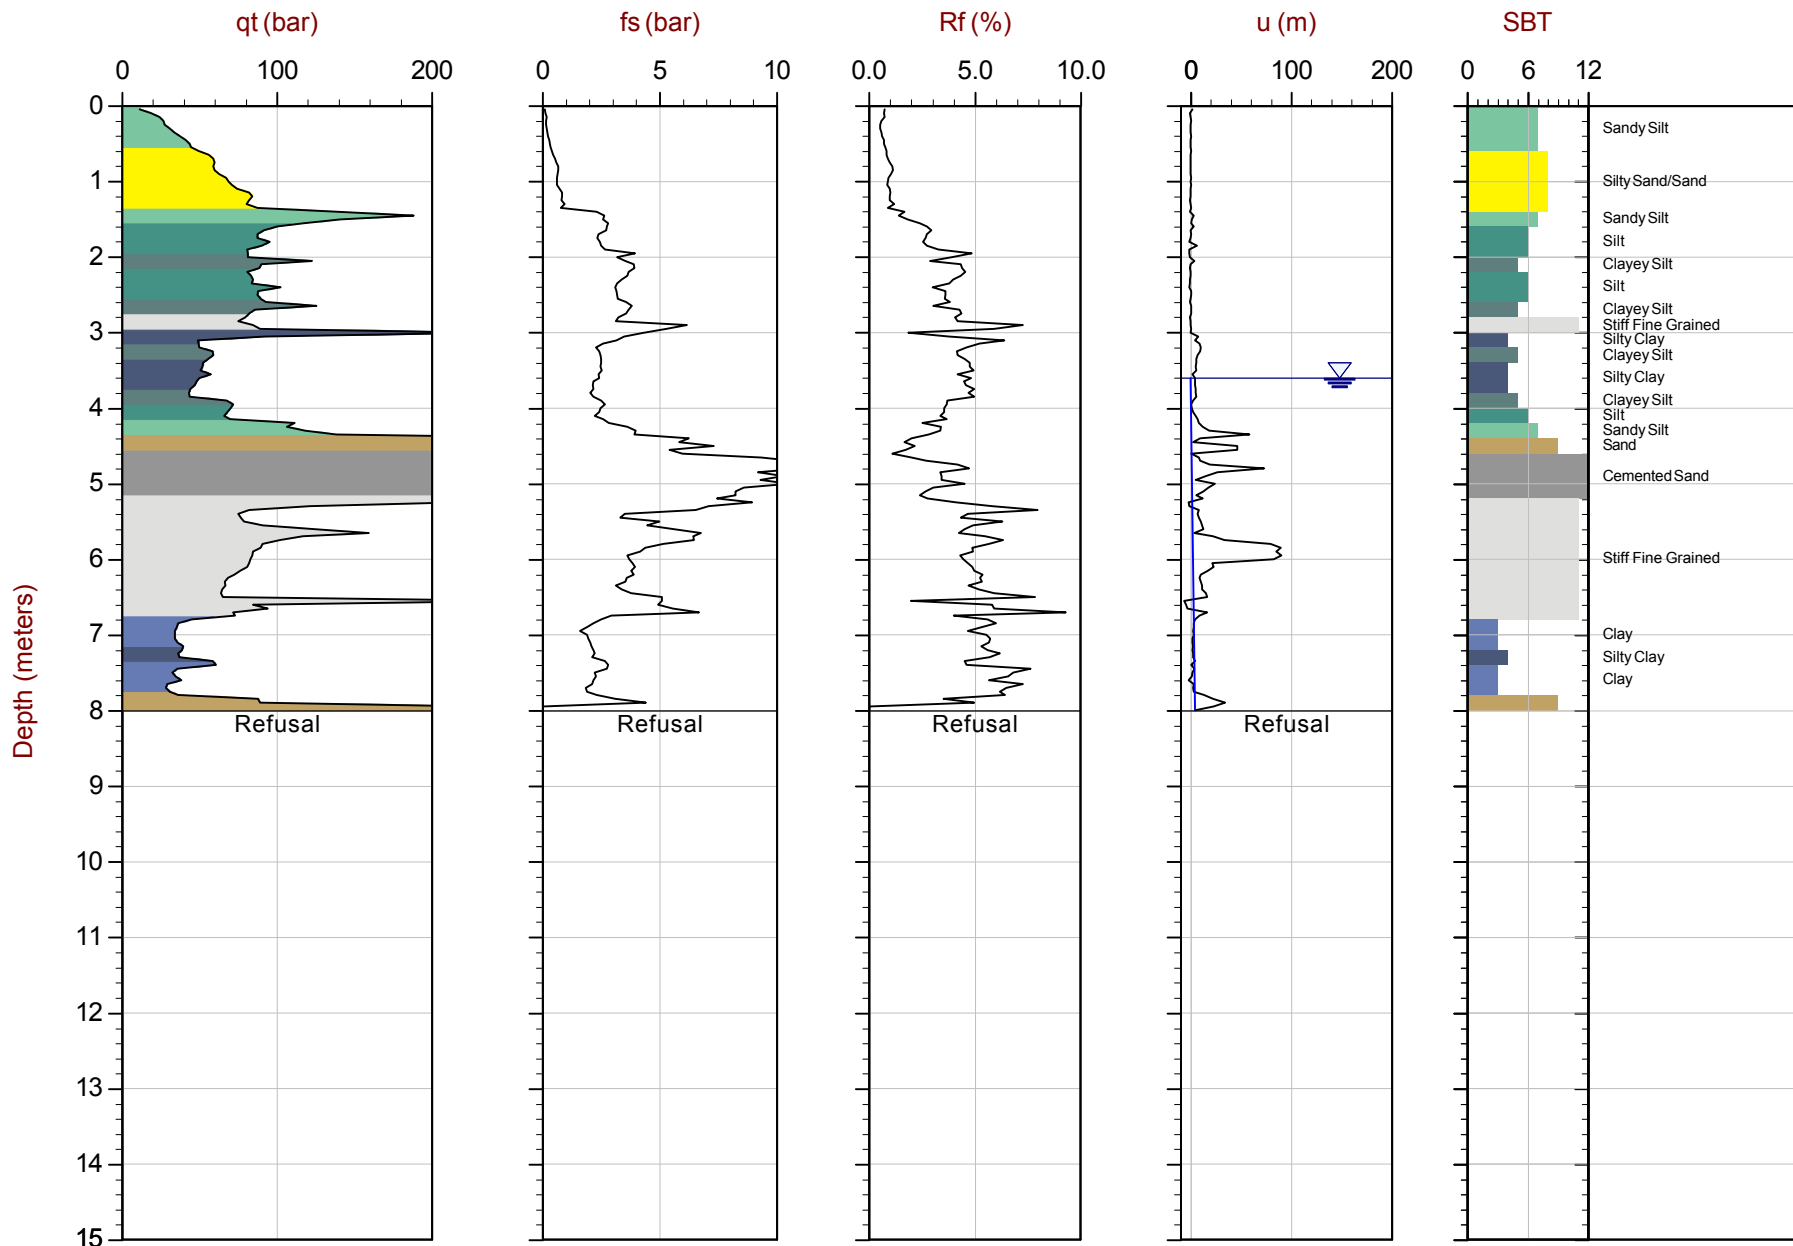 qt (bar) fs (bar) Rf (%) u (m) SBT
0 100 200 0 5 10 0.0 5.0 10.0 0 100 200 0 6 12
0
1
2
3
4
5
6
7
8
9
10
11
12
13
14
15
Depth (meters)
Sandy Silt
Silty Sand/Sand
Sandy Silt
Silt
Clayey Silt
Silt
Clayey Silt
Stiff Fine Grained
Silty Clay
Clayey Silt
Silty Clay
Clayey Silt
Silt
Sandy Silt
Sand
Cemented Sand
Stiff Fine Grained
Clay
Silty Clay
Clay
Refusal Refusal Refusal Refusal